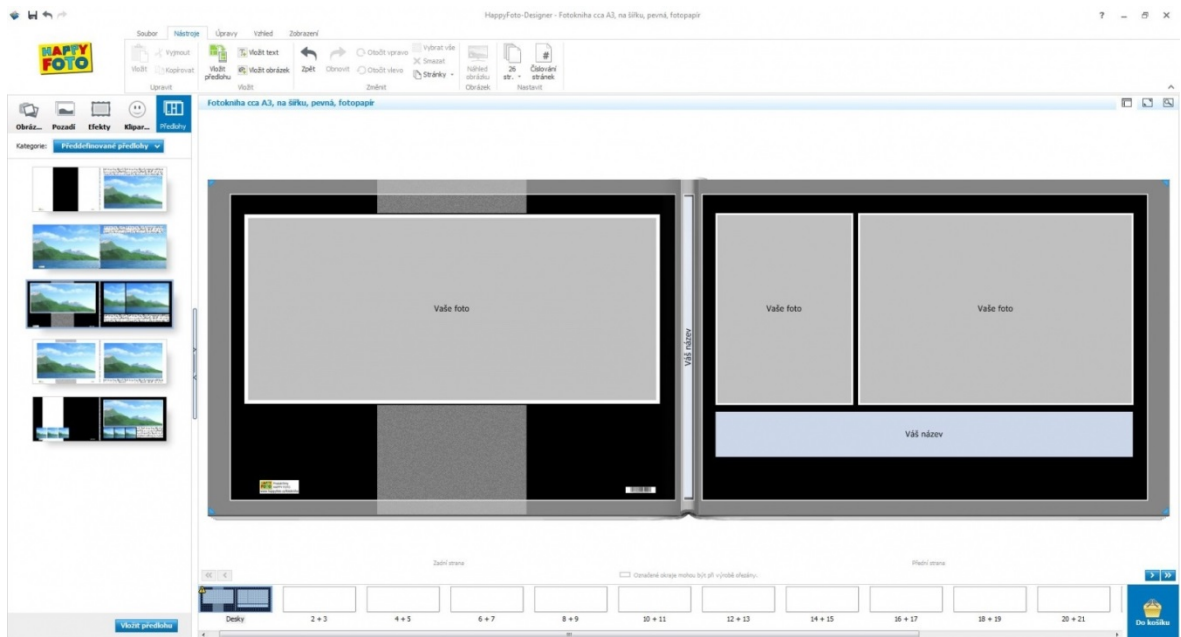 HappyFoto-Designer - Fotokniha cca A3, na šířku, pevná, fotopapír
?
HAPPY
FOTO
Soubor Nástroje Úpravy Vzhled Zobrazení
Vložit
Vyjmout
Kopírovat
Upravit
Vložit předlohu
Vložit text
Vložit obrázek
Vložit
Zpět
Obnovit
Otočit vpravo
Otočit vlevo
Vybrat vše
Smazat
Stránky
Změnit
Náhled obrázku
Obrázek
26 str.
#
Číslování stránek
Nastavit
Obráz... Pozadí Efekty Klipar... Předlohy
Kategorie: Předdefinované předlohy
Fotokniha cca A3, na šířku, pevná, fotopapír
Vaše foto
Váš název
Vaše foto
Vaše foto
Váš název
Zadní strana
Přední strana
Označené okraje mohou být při výrobě ořezány.
Desky 2 + 3 4 + 5 6 + 7 8 + 9 10 + 11 12 + 13 14 + 15 16 + 17 18 + 19 20 + 21
Vložit předlohu
Do košíku